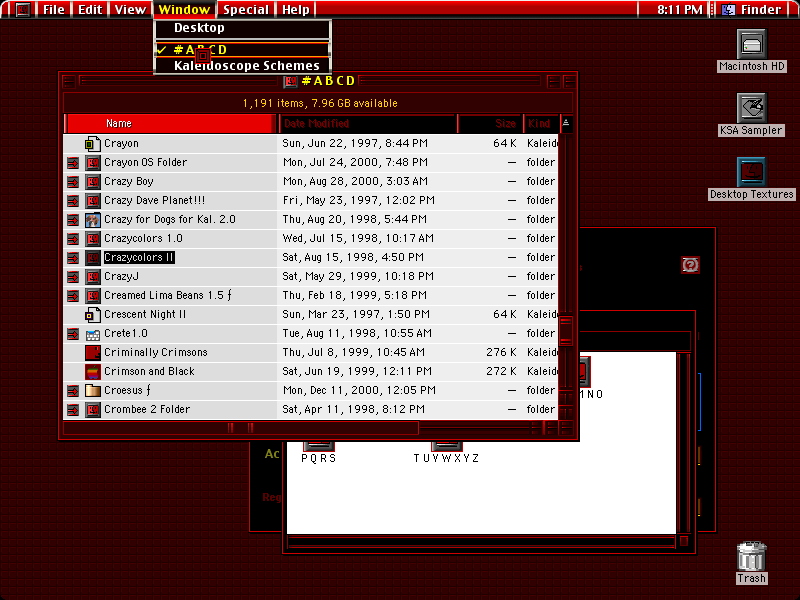 File Edit View Window Special Help 8:11 PM Finder
Desktop
✓ #ABCD
Kaleidoscope Schemes
Macintosh HD
KSA Sampler
Desktop Textures
#ABCD
1,191 items, 7.96 GB available
Name Date Modified Size Kind
Crayon Sun, Jun 22, 1997, 8:44 PM 64 K Kaleid
Crayon OS Folder Mon, Jul 24, 2000, 7:48 PM — folder
Crazy Boy Mon, Aug 28, 2000, 3:03 AM — folder
Crazy Dave Planet!!! Fri, May 23, 1997, 12:02 PM — folder
Crazy for Dogs for Kal. 2.0 Thu, Aug 20, 1998, 5:44 PM — folder
Crazycolors 1.0 Wed, Jul 15, 1998, 10:17 AM — folder
Crazycolors II Sat, Aug 15, 1998, 4:50 PM — folder
CrazyJ Sat, May 29, 1999, 10:18 PM — folder
Creamed Lima Beans 1.5 ƒ Thu, Feb 18, 1999, 5:18 PM — folder
Crescent Night II Sun, Mar 23, 1997, 1:50 PM 64 K Kaleid
Crete1.0 Tue, Aug 11, 1998, 10:55 AM — folder
Criminally Crimsons Thu, Jul 8, 1999, 10:45 AM 276 K Kaleid
Crimson and Black Sat, Jun 19, 1999, 12:11 PM 272 K Kaleid
Croesus ƒ Mon, Dec 11, 2000, 12:05 PM — folder
Crombee 2 Folder Sat, Apr 11, 1998, 8:12 PM — folder
MNO
Ac
PQRS TUVWXYZ
Reg
Trash